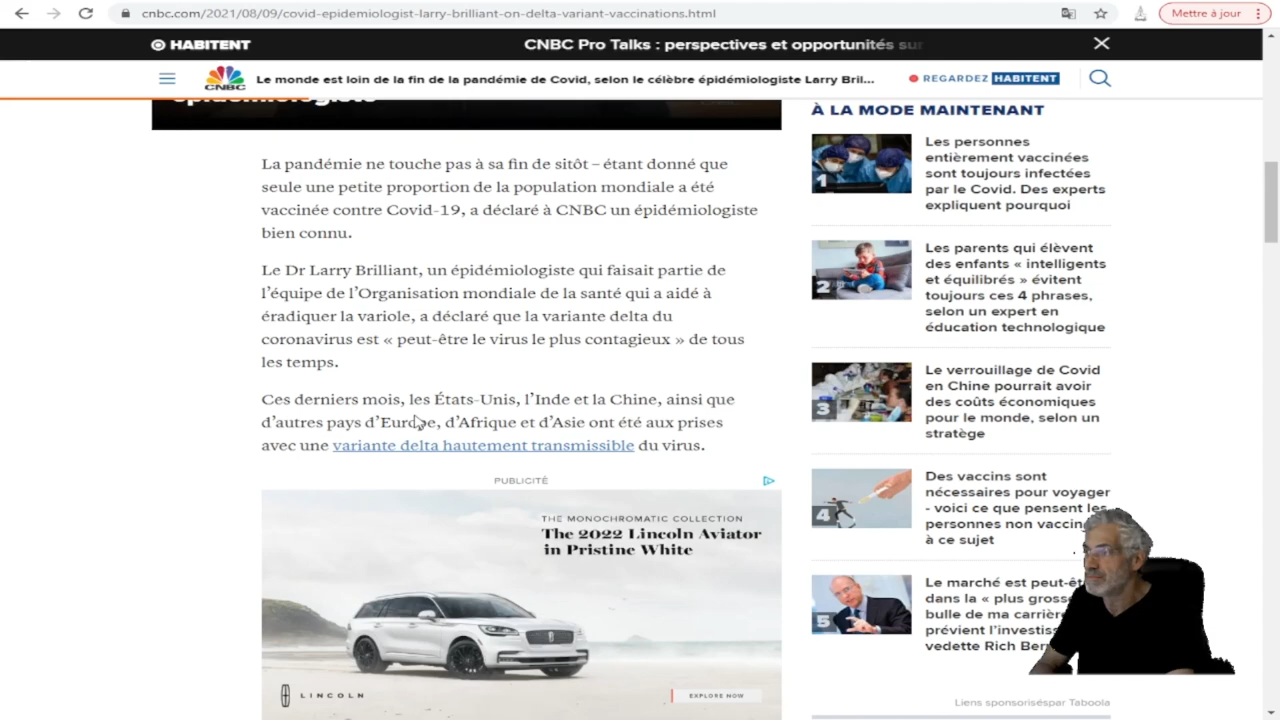 cnbc.com/2021/08/09/covid-epidemiologist-larry-brilliant-on-delta-variant-vaccinations.html
Mettre à jour
HABITENT
CNBC Pro Talks : perspectives et opportunités sur
CNBC
Le monde est loin de la fin de la pandémie de Covid, selon le célèbre épidémiologiste Larry Bril...
REGARDEZ HABITENT
La pandémie ne touche pas à sa fin de sitôt – étant donné que
seule une petite proportion de la population mondiale a été
vaccinée contre Covid-19, a déclaré à CNBC un épidémiologiste
bien connu.
Le Dr Larry Brilliant, un épidémiologiste qui faisait partie de
l'équipe de l'Organisation mondiale de la santé qui a aidé à
éradiquer la variole, a déclaré que la variante delta du
coronavirus est « peut-être le virus le plus contagieux » de tous
les temps.
Ces derniers mois, les États-Unis, l'Inde et la Chine, ainsi que
d'autres pays d'Europe, d'Afrique et d'Asie ont été aux prises
avec une variante delta hautement transmissible du virus.
PUBLICITÉ
THE MONOCHROMATIC COLLECTION
The 2022 Lincoln Aviator
in Pristine White
LINCOLN
EXPLORE NOW
À LA MODE MAINTENANT
1
Les personnes
entièrement vaccinées
sont toujours infectées
par le Covid. Des experts
expliquent pourquoi
2
Les parents qui élèvent
des enfants « intelligents
et équilibrés » évitent
toujours ces 4 phrases,
selon un expert en
éducation technologique
3
Le verrouillage de Covid
en Chine pourrait avoir
des coûts économiques
pour le monde, selon un
stratège
4
Des vaccins sont
nécessaires pour voyager
- voici ce que pensent les
personnes non
à ce sujet
5
Le marché est
dans la « plus
bulle de ma
prévient
vedette Rich
Liens sponsoriséspar Taboola